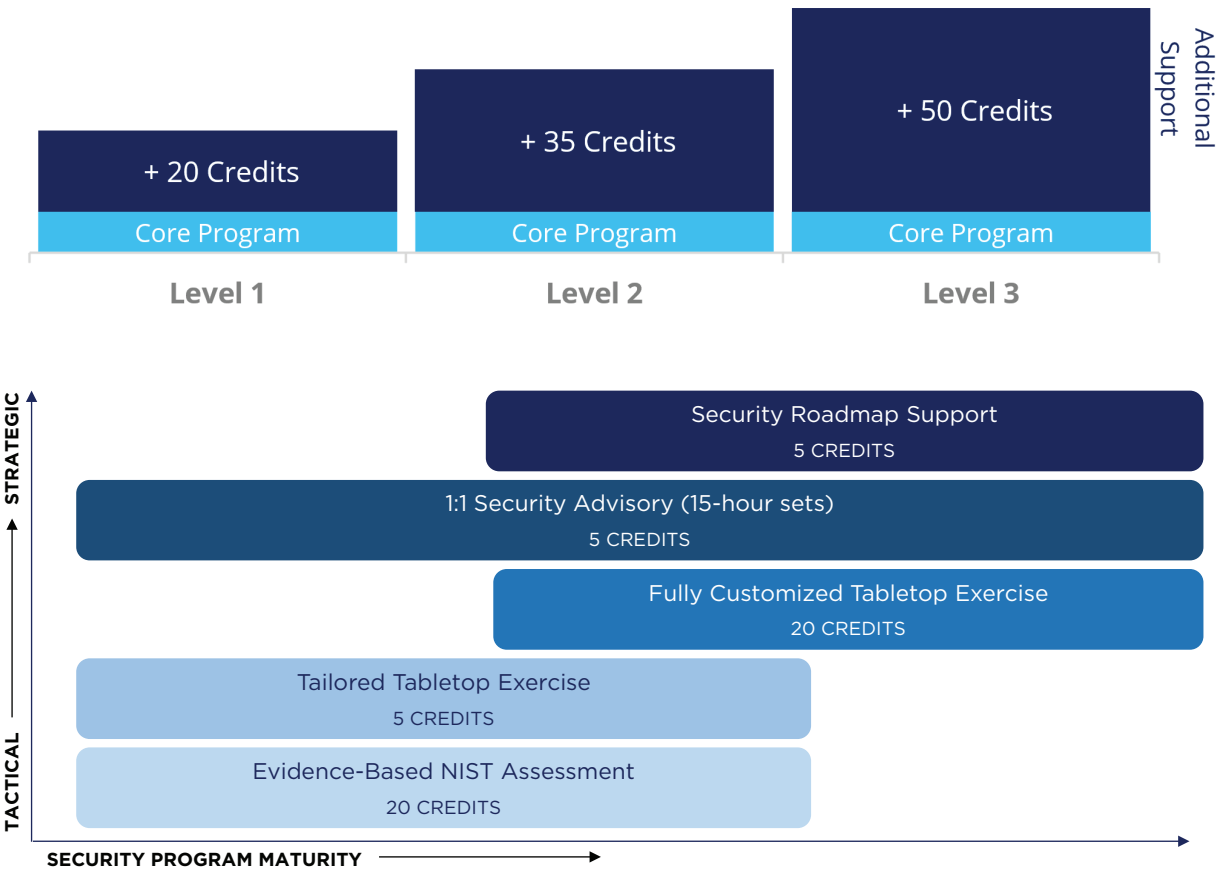 + 20 Credits
Core Program
Level 1
+ 35 Credits
Core Program
Level 2
+ 50 Credits
Core Program
Level 3
Additional
Support
STRATEGIC
TACTICAL
Security Roadmap Support
5 CREDITS
1:1 Security Advisory (15-hour sets)
5 CREDITS
Fully Customized Tabletop Exercise
20 CREDITS
Tailored Tabletop Exercise
5 CREDITS
Evidence-Based NIST Assessment
20 CREDITS
SECURITY PROGRAM MATURITY